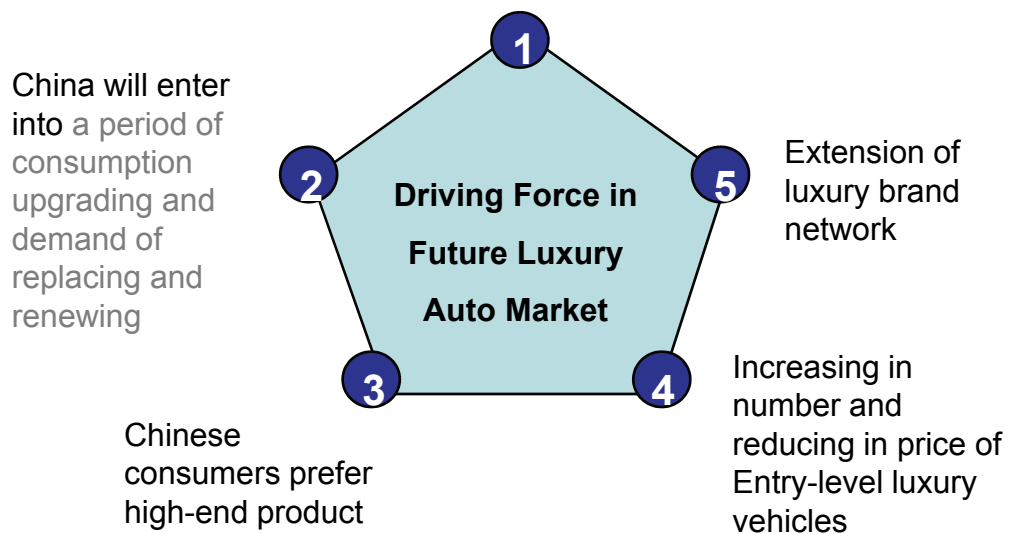 1
China will enter
into a period of
consumption
upgrading and
demand of
replacing and
renewing
2
Driving Force in
Future Luxury
Auto Market
5
Extension of
luxury brand
network
3
Chinese
consumers prefer
high-end product
4
Increasing in
number and
reducing in price of
Entry-level luxury
vehicles